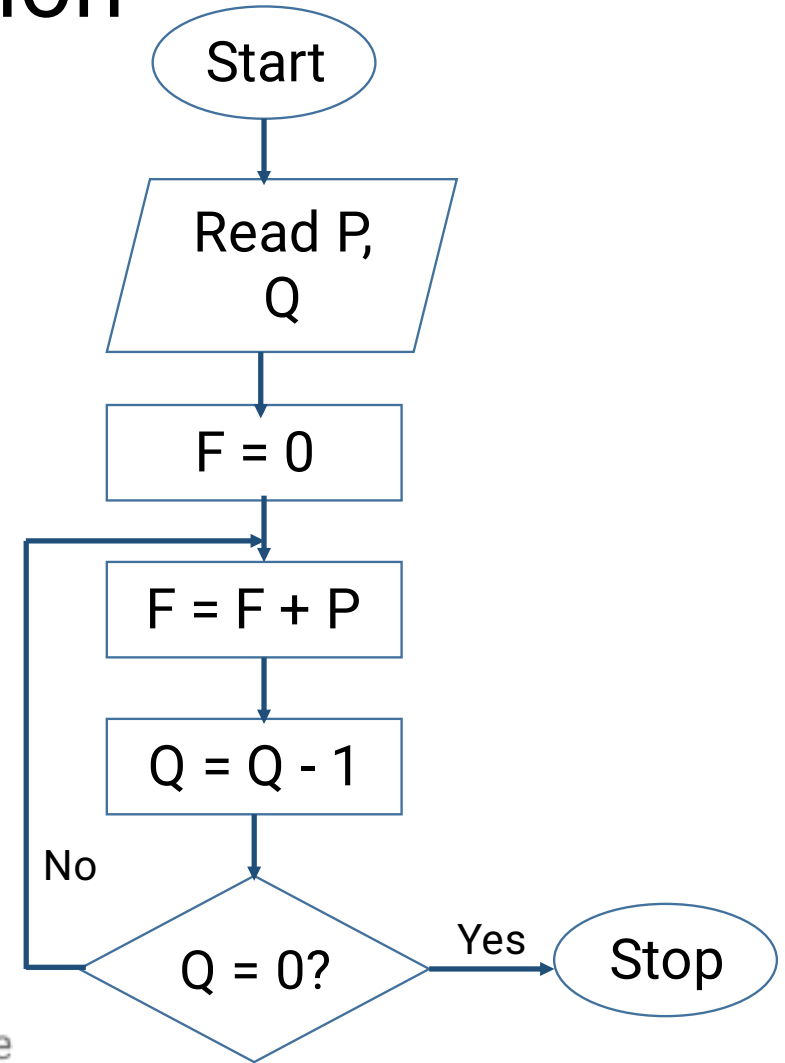 Start
Read P,
Q
F = 0
F = F + P
Q = Q - 1
No
Q = 0?
Yes
Stop